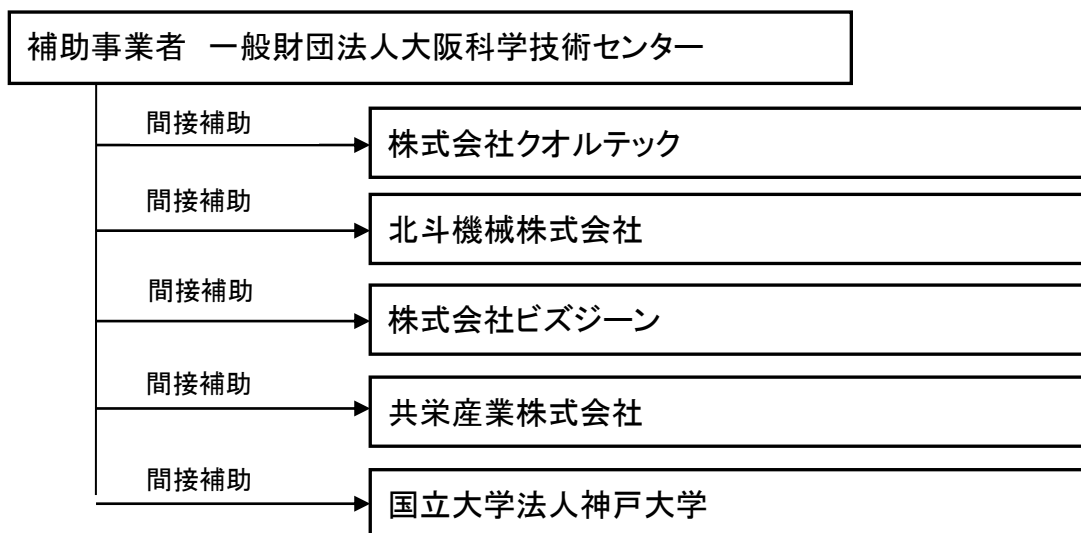 補助事業者　一般財団法人大阪科学技術センター
間接補助
株式会社クオルテック
間接補助
北斗機械株式会社
間接補助
株式会社ビズジーン
間接補助
共栄産業株式会社
間接補助
国立大学法人神戸大学